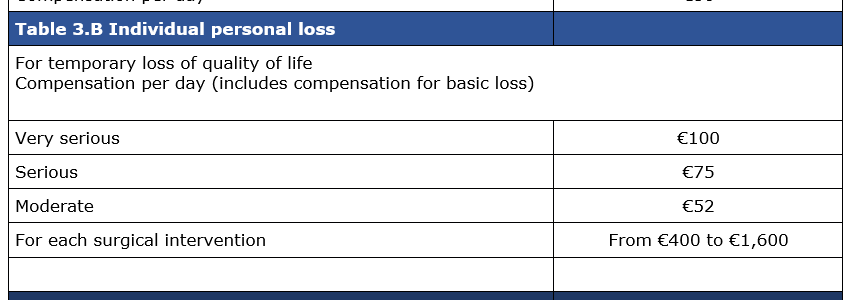 Table 3.B Individual personal loss
For temporary loss of quality of life
Compensation per day (includes compensation for basic loss)
Very serious €100
Serious €75
Moderate €52
For each surgical intervention From €400 to €1,600